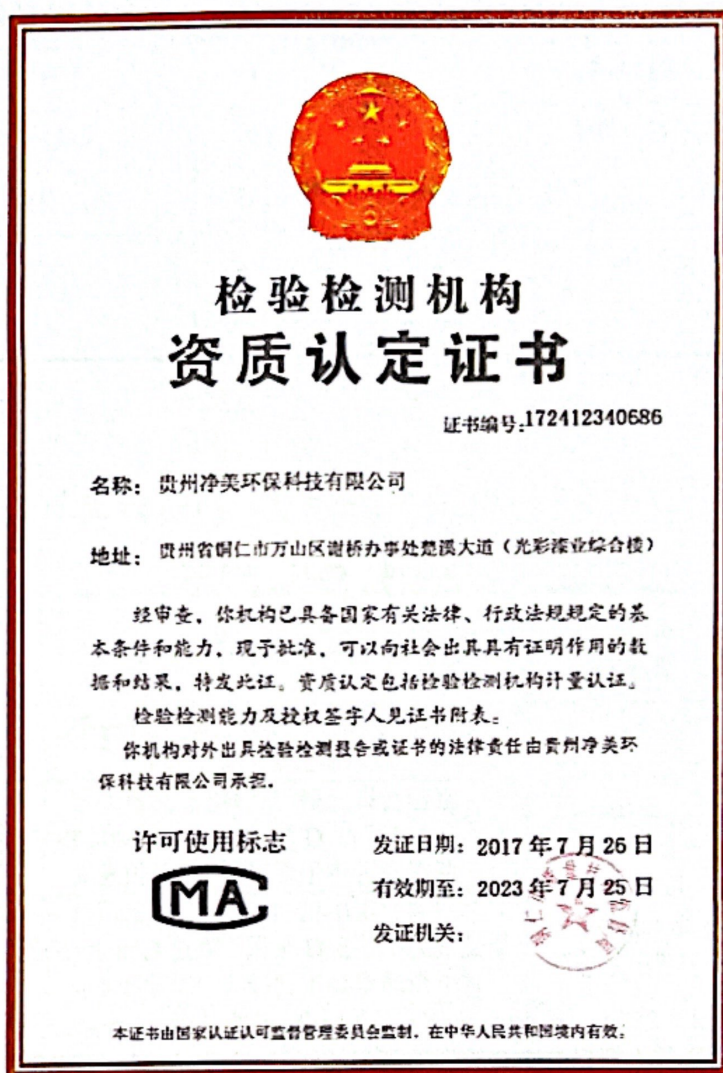 检验检测机构
资质认定证书
证书编号:172412340686
名称：贵州净美环保科技有限公司
地址：贵州省铜仁市万山区谢桥办事处楚溪大道（光彩漆业综合楼）
经审查，你机构已具备国家有关法律、行政法规规定的基
本条件和能力，现予批准，可以向社会出具具有证明作用的数
据和结果，特发此证。资质认定包括检验检测机构计量认证。
检验检测能力及授权签字人见证书附表。
你机构对外出具检验检测报告或证书的法律责任由贵州净美环
保科技有限公司承担。
许可使用标志
MA
发证日期：2017年7月26日
有效期至：2023年7月25日
发证机关：
本证书由国家认证认可监督管理委员会监制，在中华人民共和国境内有效。